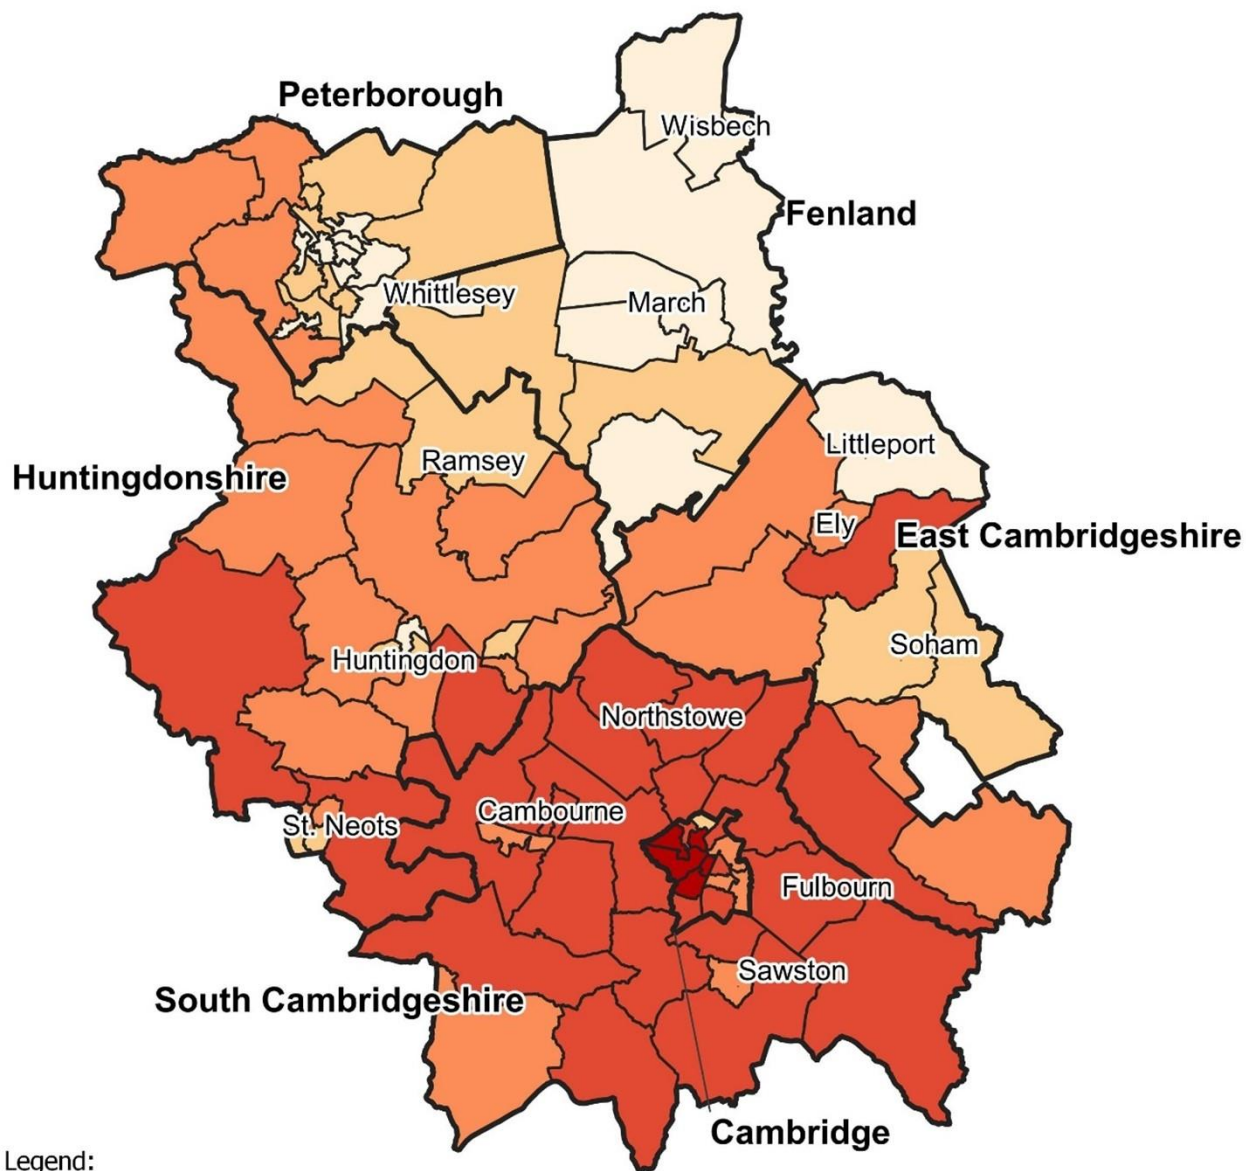 Peterborough
Wisbech
Fenland
Whittlesey
March
Littleport
Ramsey
Huntingdonshire
Ely
East Cambridgeshire
Soham
Huntingdon
Northstowe
Cambourne
St. Neots
Fulbourn
Sawston
South Cambridgeshire
Cambridge
Legend: